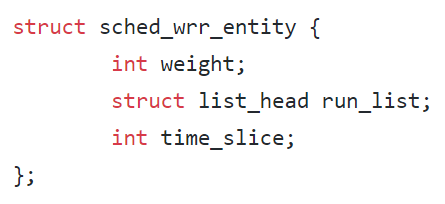 struct sched_wrr_entity {
        int weight;
        struct list_head run_list;
        int time_slice;
};